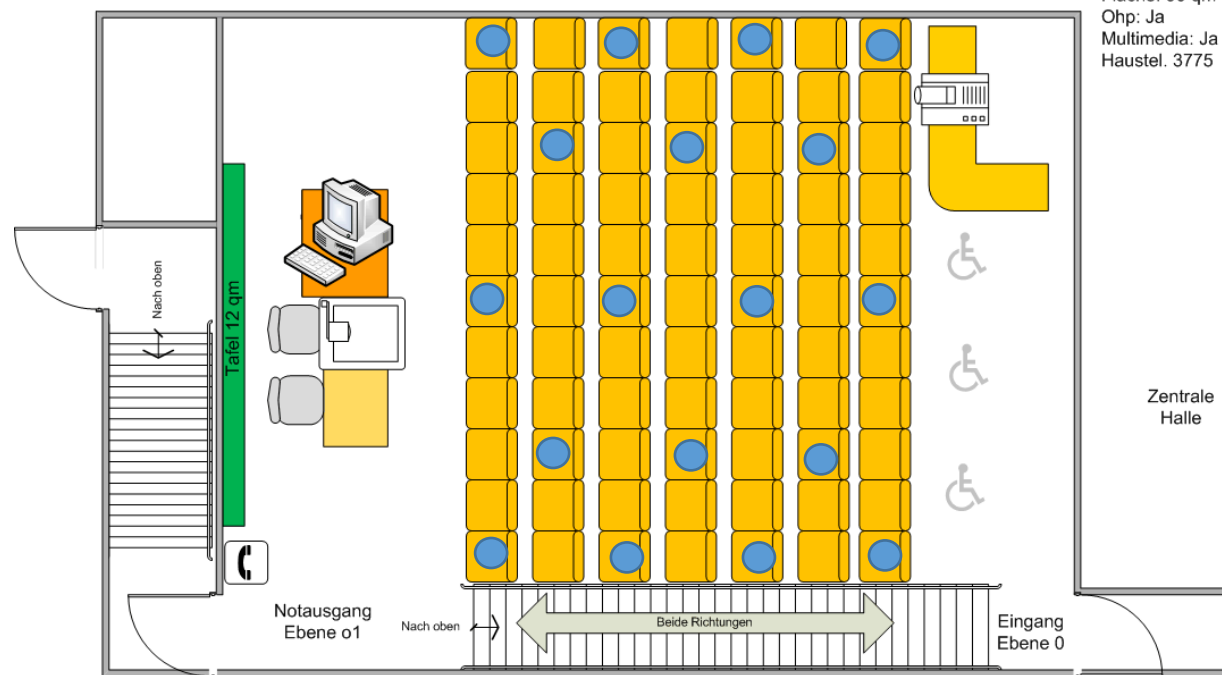 Ohp: Ja
Multimedia: Ja
Haustel. 3775
Nach oben
Tafel 12 qm
Zentrale
Halle
Notausgang
Ebene o1
Nach oben
Beide Richtungen
Eingang
Ebene 0